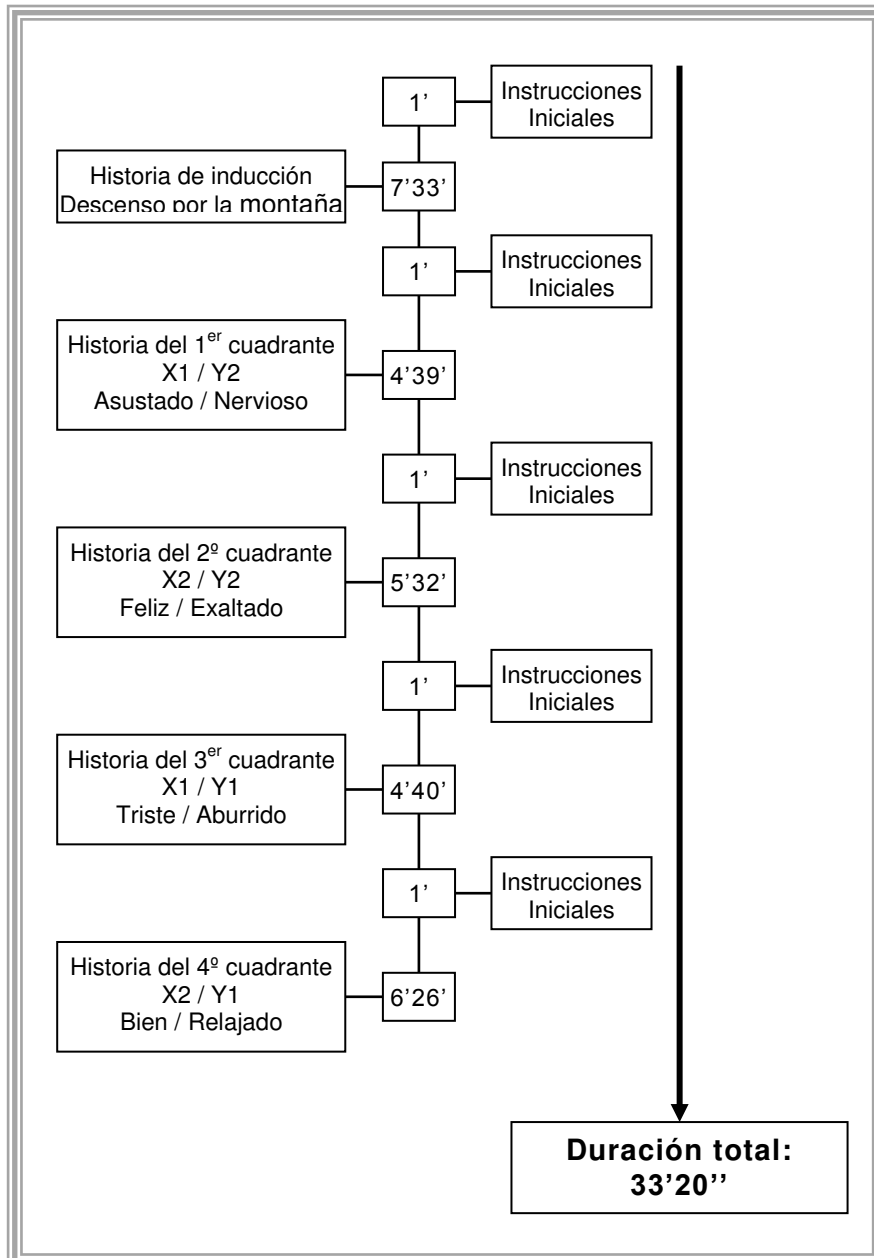 1’
Instrucciones
Iniciales
Historia de inducción
Descenso por la montaña
7’33’
1’
Instrucciones
Iniciales
Historia del 1er cuadrante
X1 / Y2
Asustado / Nervioso
4’39’
1’
Instrucciones
Iniciales
Historia del 2º cuadrante
X2 / Y2
Feliz / Exaltado
5’32’
1’
Instrucciones
Iniciales
Historia del 3er cuadrante
X1 / Y1
Triste / Aburrido
4’40’
1’
Instrucciones
Iniciales
Historia del 4º cuadrante
X2 / Y1
Bien / Relajado
6’26’
Duración total:
33’20’’